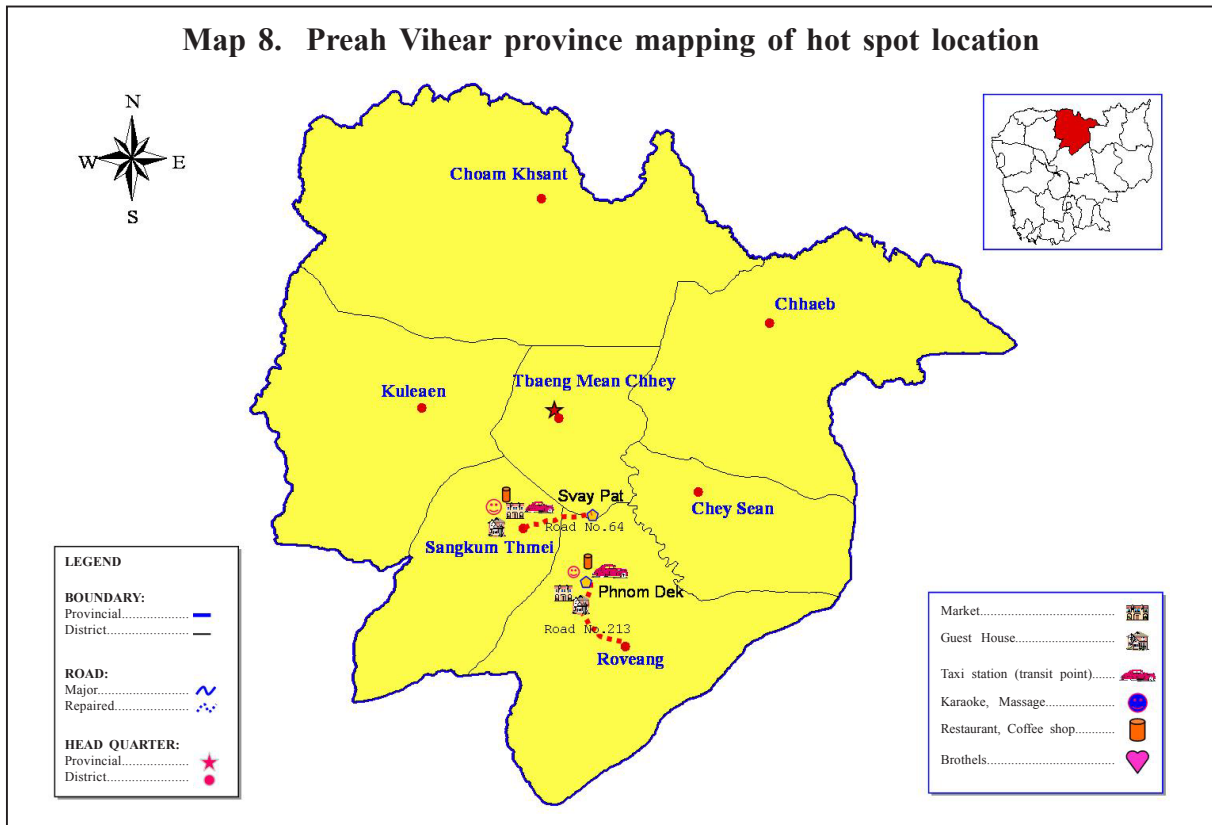 Map 8. Preah Vihear province mapping of hot spot location
N
W E
S
Choam Khsant
Chhaeb
Kuleaen
Tbaeng Mean Chhey
Svay Pat
Chey Sean
Road No.64
Sangkum Thmei
Phnom Dek
Road No.213
Roveang
LEGEND
BOUNDARY:
Provincial......................
District..........................
ROAD:
Major.............................
Repaired........................
HEAD QUARTER:
Provincial......................
District..........................
Market..................................
Guest House.........................
Taxi station (transit point)......
Karaoke, Massage.................
Restaurant, Coffee shop...........
Brothels................................